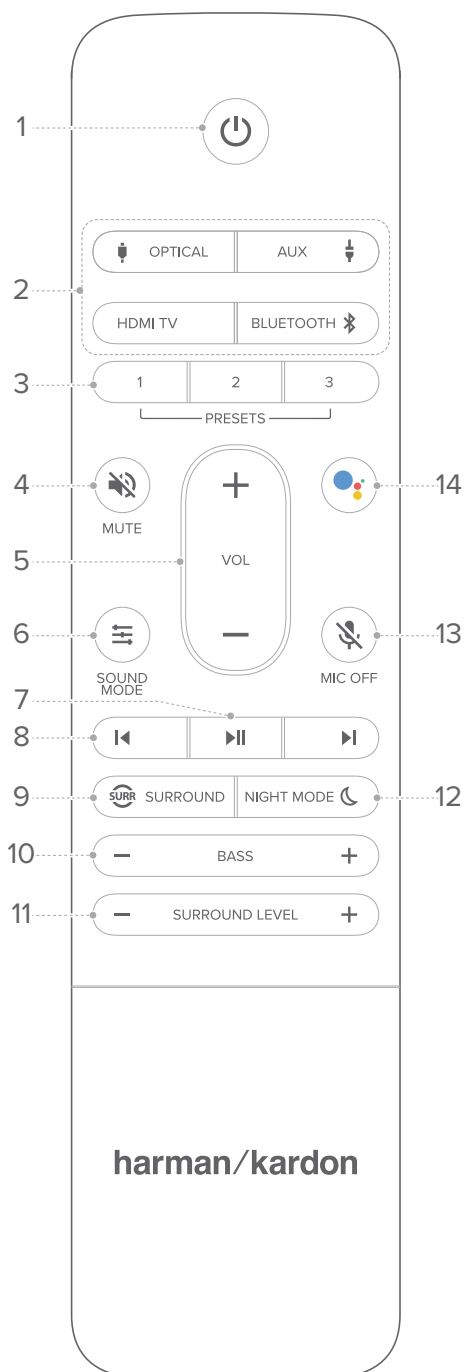 1
OPTICAL AUX
2
HDMI TV BLUETOOTH
3 1 2 3
PRESETS
4 14
MUTE
5 VOL
6 13
SOUND MIC OFF
MODE
7
8
9 SURR SURROUND NIGHT MODE 12
10 BASS
11 SURROUND LEVEL
harman/kardon